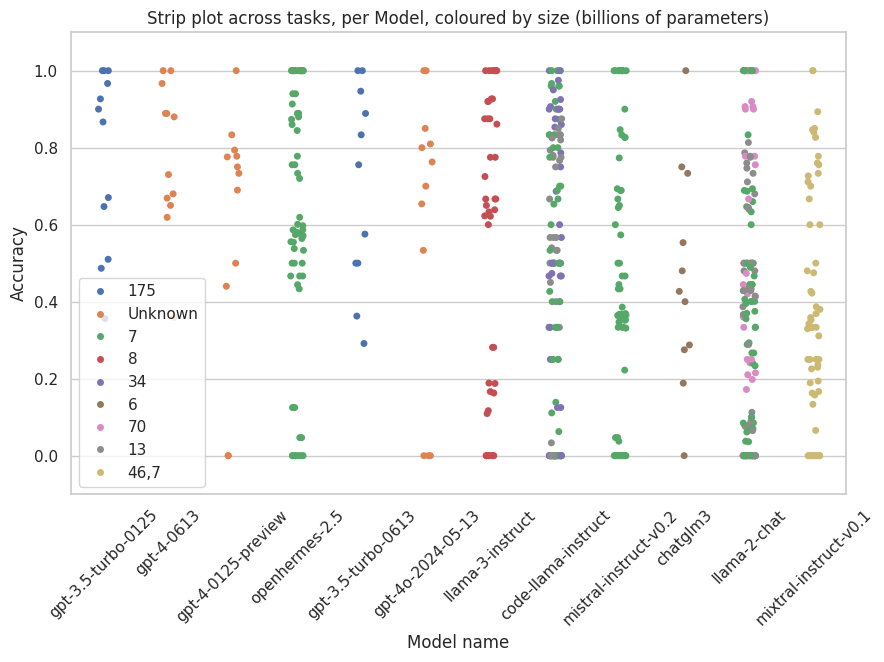 Strip plot across tasks, per Model, coloured by size (billions of parameters)
Accuracy
1.0
0.8
0.6
0.4
0.2
0.0
175
Unknown
7
8
34
6
70
13
46,7
gpt-3.5-turbo-0125
gpt-4-0613
gpt-4-0125-preview
openhermes-2.5
gpt-3.5-turbo-0613
gpt-4o-2024-05-13
llama-3-instruct
code-llama-instruct
mistral-instruct-v0.2
chatglm3
llama-2-chat
mixtral-instruct-v0.1
Model name